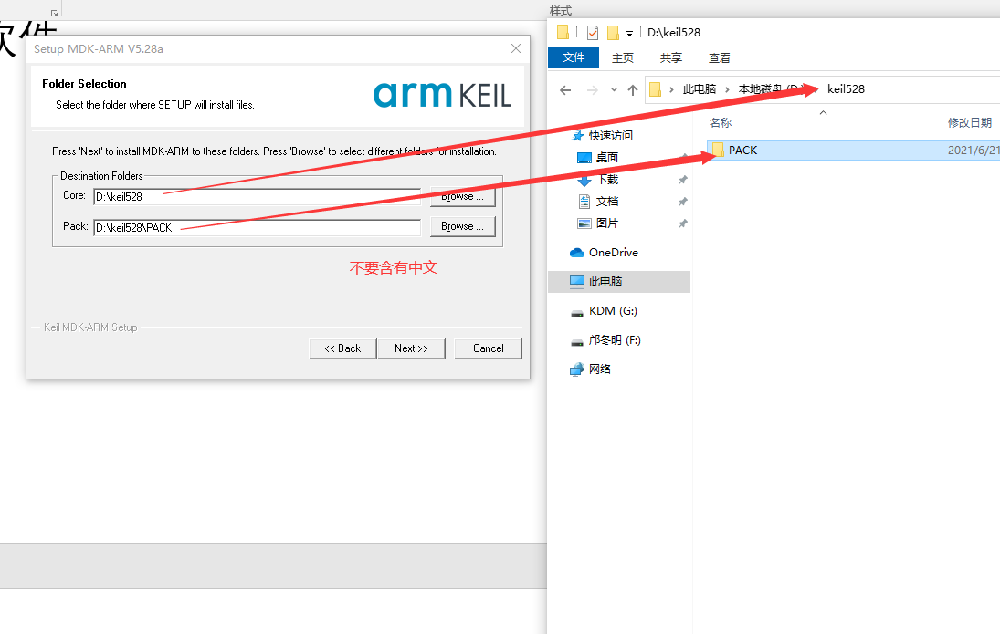 样式
软件
Setup MDK-ARM V5.28a
Folder Selection
Select the folder where SETUP will install files.
arm KEIL
Press 'Next' to install MDK-ARM to these folders. Press 'Browse' to select different folders for installation.
Destination Folders
Core: D:\keil528 Browse ...
Pack: D:\keil528\PACK Browse ...
不要含有中文
Keil MDK-ARM Setup
<< Back Next >> Cancel
D:\keil528
文件 主页 共享 查看
此电脑 本地磁盘 (D:) keil528
名称 修改日期
PACK 2021/6/21
快速访问
桌面
下载
文档
图片
OneDrive
此电脑
KDM (G:)
邝冬明 (F:)
网络